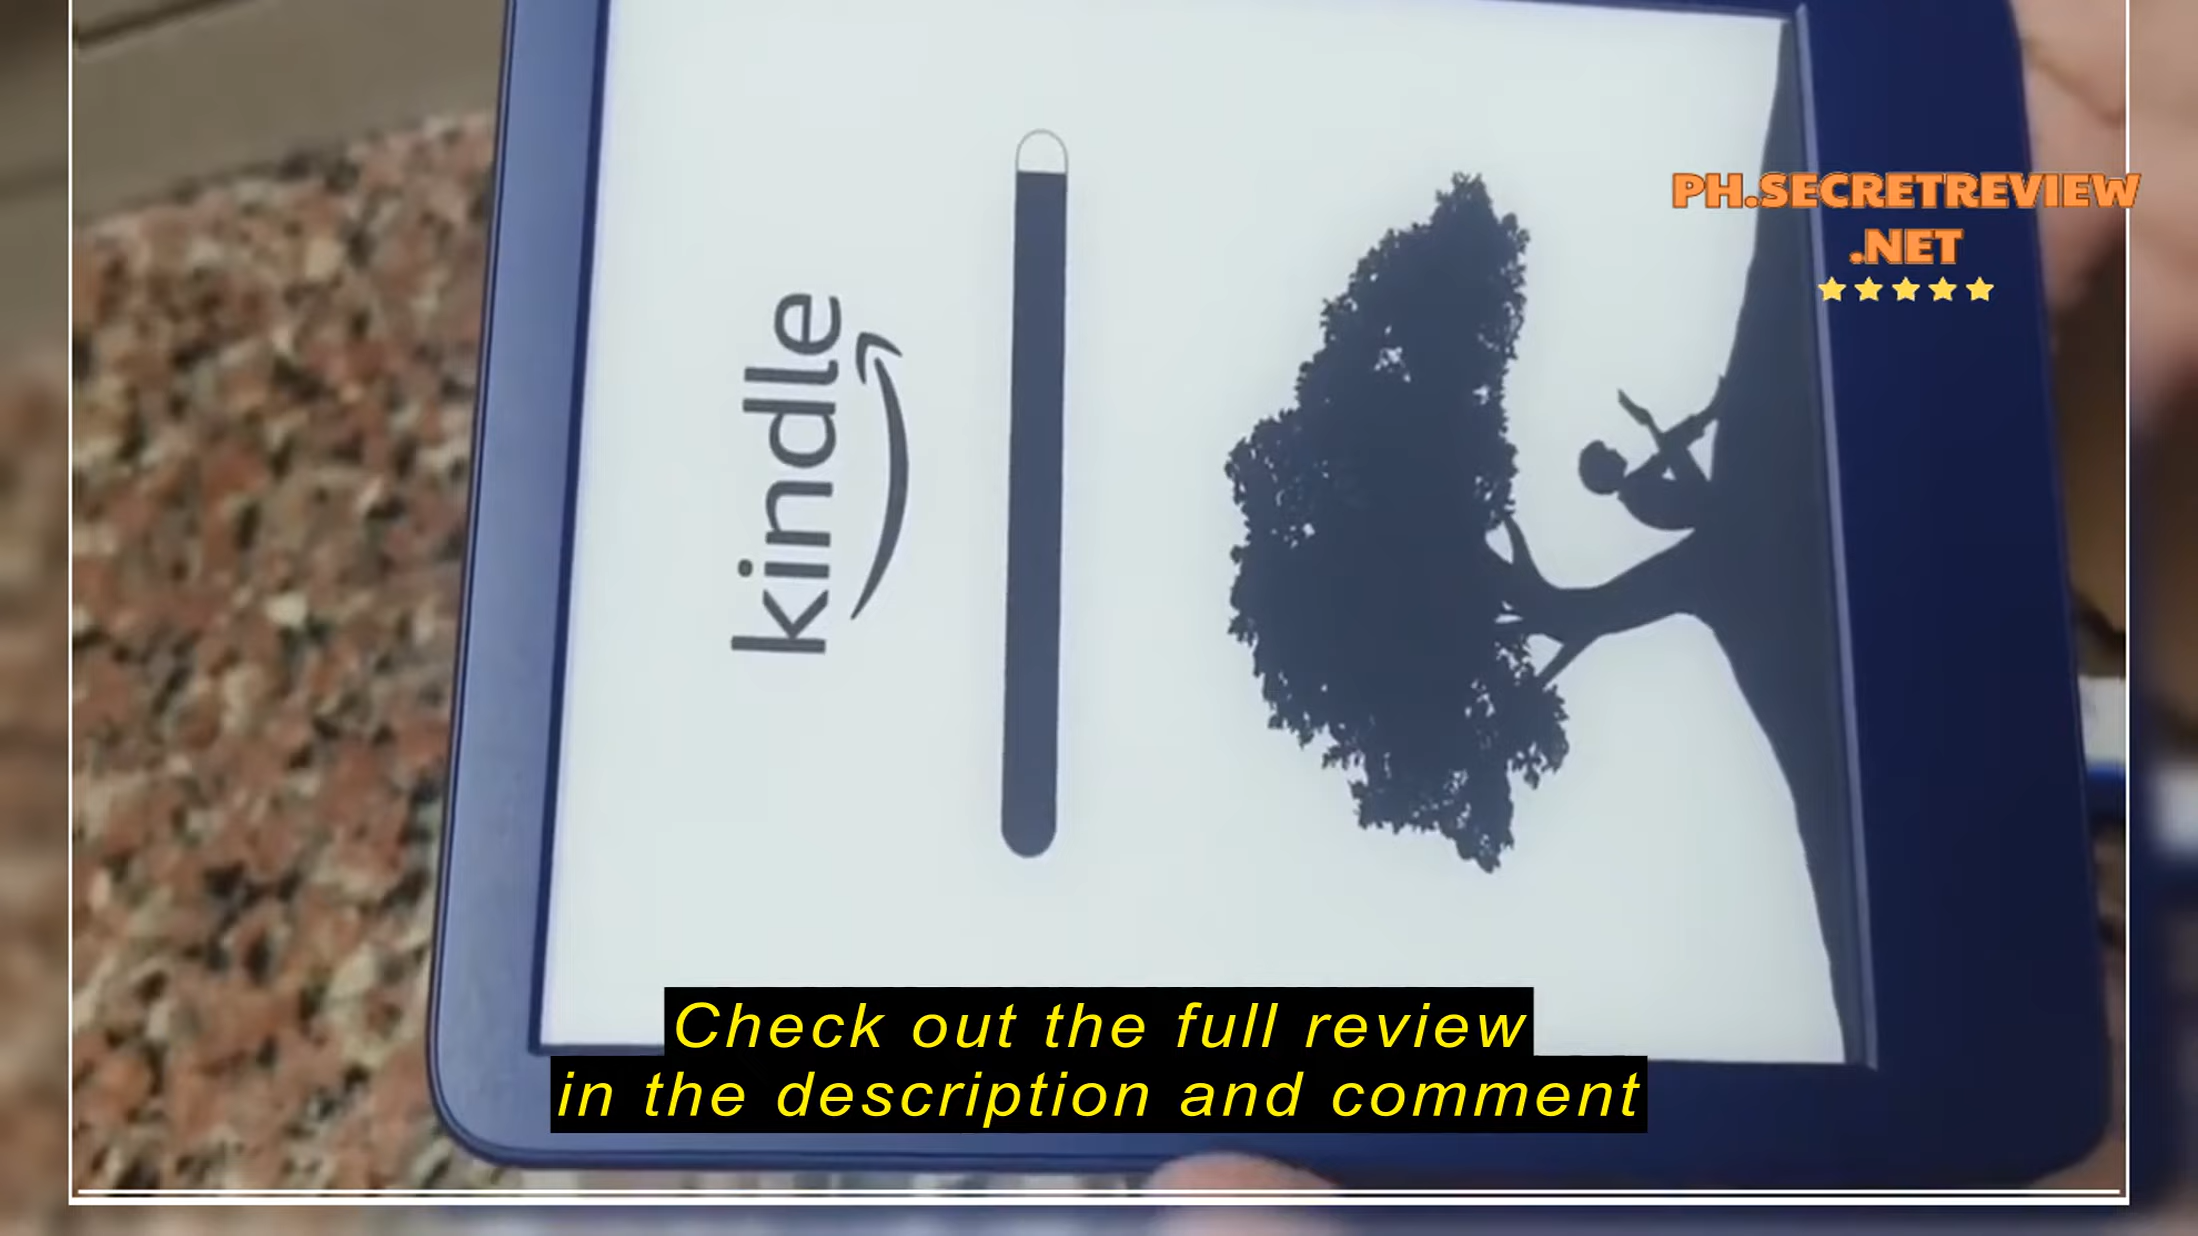 kindle
PH.SECRETREVIEW
.NET
Check out the full review
in the description and comment